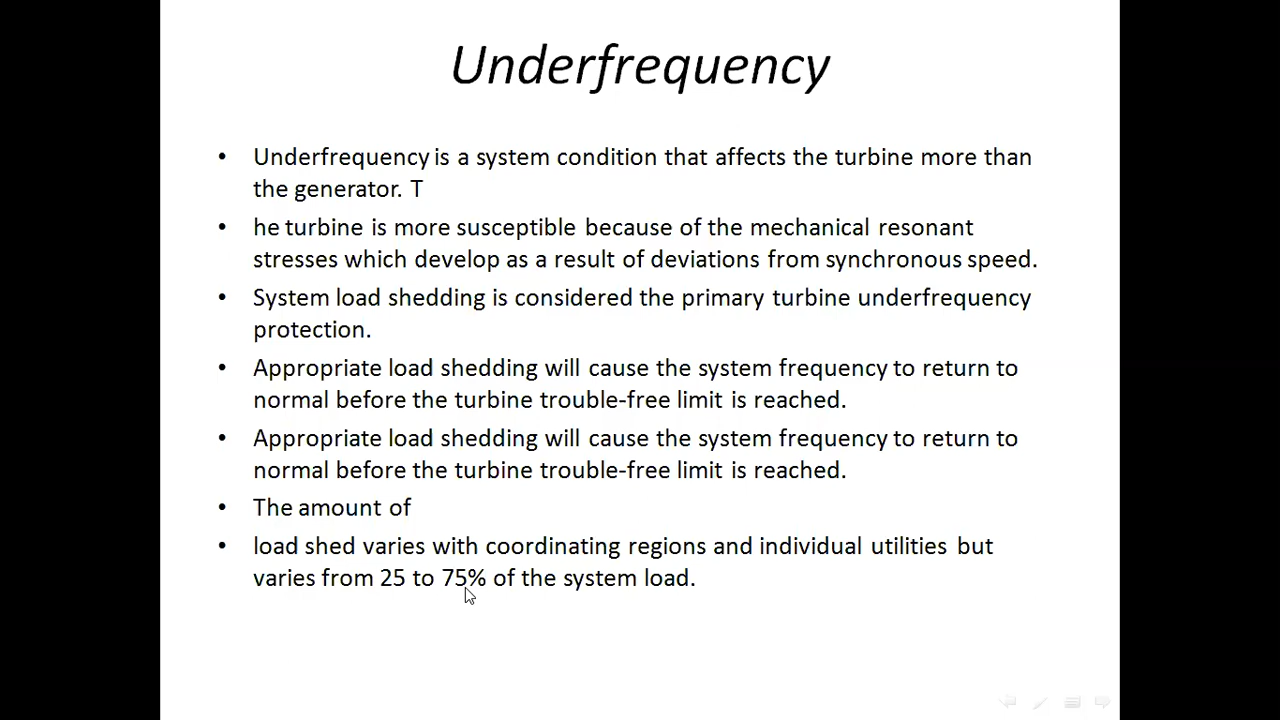 Underfrequency
• Underfrequency is a system condition that affects the turbine more than
the generator. T
• he turbine is more susceptible because of the mechanical resonant
stresses which develop as a result of deviations from synchronous speed.
• System load shedding is considered the primary turbine underfrequency
protection.
• Appropriate load shedding will cause the system frequency to return to
normal before the turbine trouble-free limit is reached.
• Appropriate load shedding will cause the system frequency to return to
normal before the turbine trouble-free limit is reached.
• The amount of
• load shed varies with coordinating regions and individual utilities but
varies from 25 to 75% of the system load.